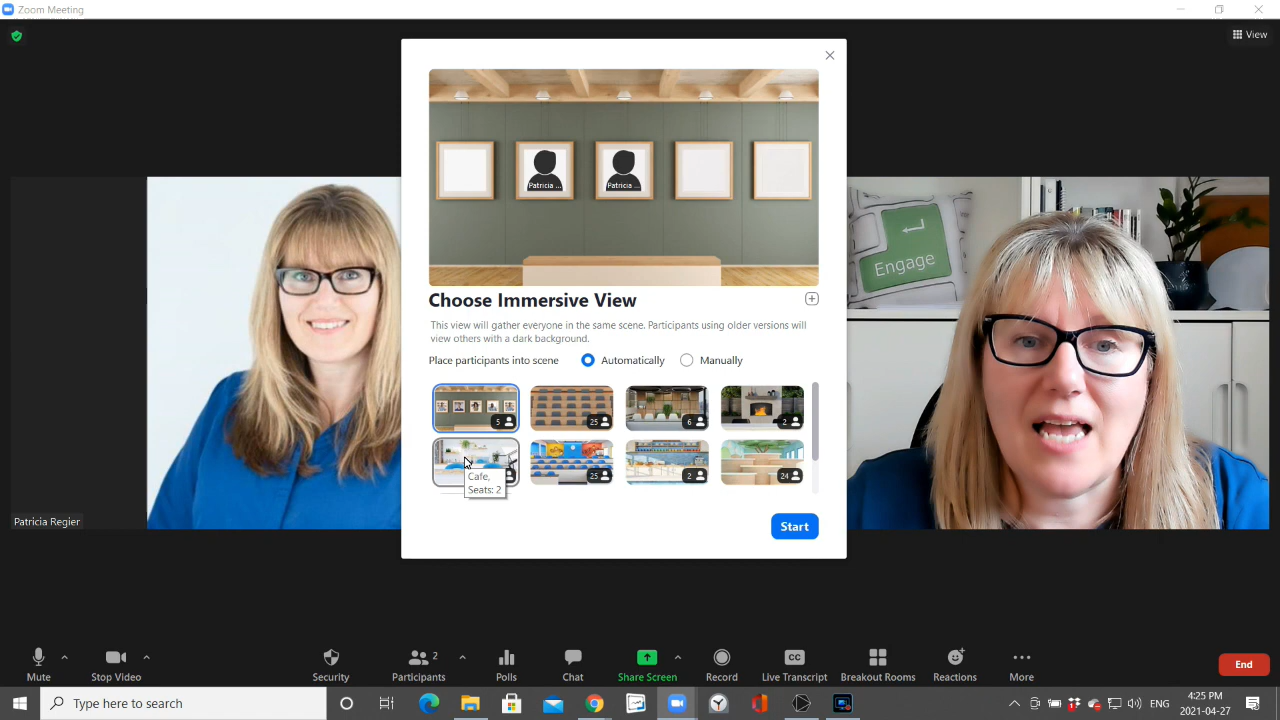 Zoom Meeting
View
Patricia ...
Patricia ...
Engage
Choose Immersive View
This view will gather everyone in the same scene. Participants using older versions will
view others with a dark background.
Place participants into scene
Automatically
Manually
5
25
6
2
25
2
24
Cafe,
Seats: 2
Start
Patricia Regier
2
Mute
Stop Video
Security
Participants
Polls
Chat
Share Screen
Record
CC
Live Transcript
Breakout Rooms
Reactions
More
End
Type here to search
ENG
4:25 PM
2021-04-27